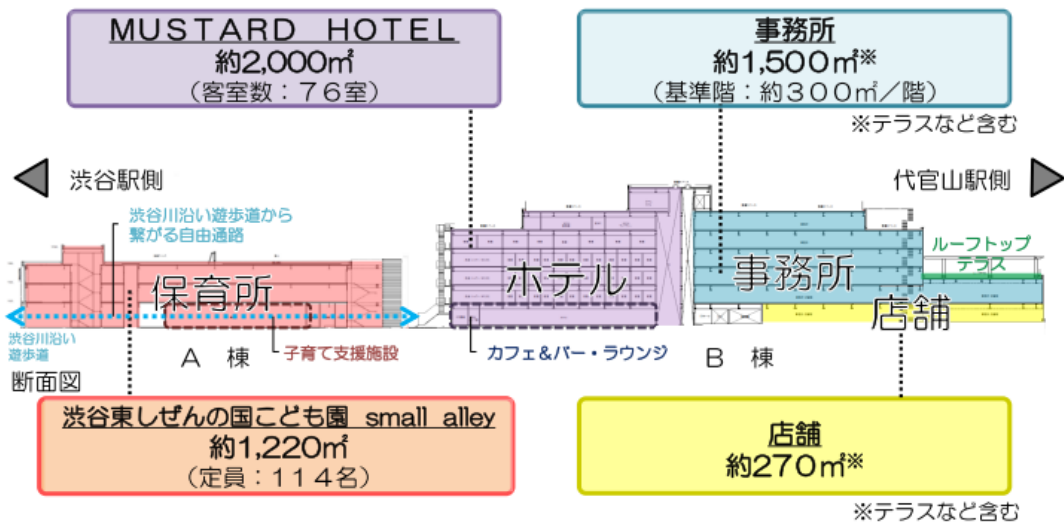 MUSTARD HOTEL
約2,000㎡
（客室数：７６室）
事務所
約1,500㎡※
（基準階：約３００㎡／階）
※テラスなど含む
渋谷駅側
代官山駅側
渋谷川沿い遊歩道から
繋がる自由通路
ルーフトップ
テラス
保育所
ホテル
事務所
店舗
渋谷川沿い
遊歩道
A 棟
子育て支援施設
カフェ&バー・ラウンジ
B 棟
断面図
渋谷東しぜんの国こども園 small alley
約1,220㎡
（定員：１１４名）
店舗
約270㎡※
※テラスなど含む